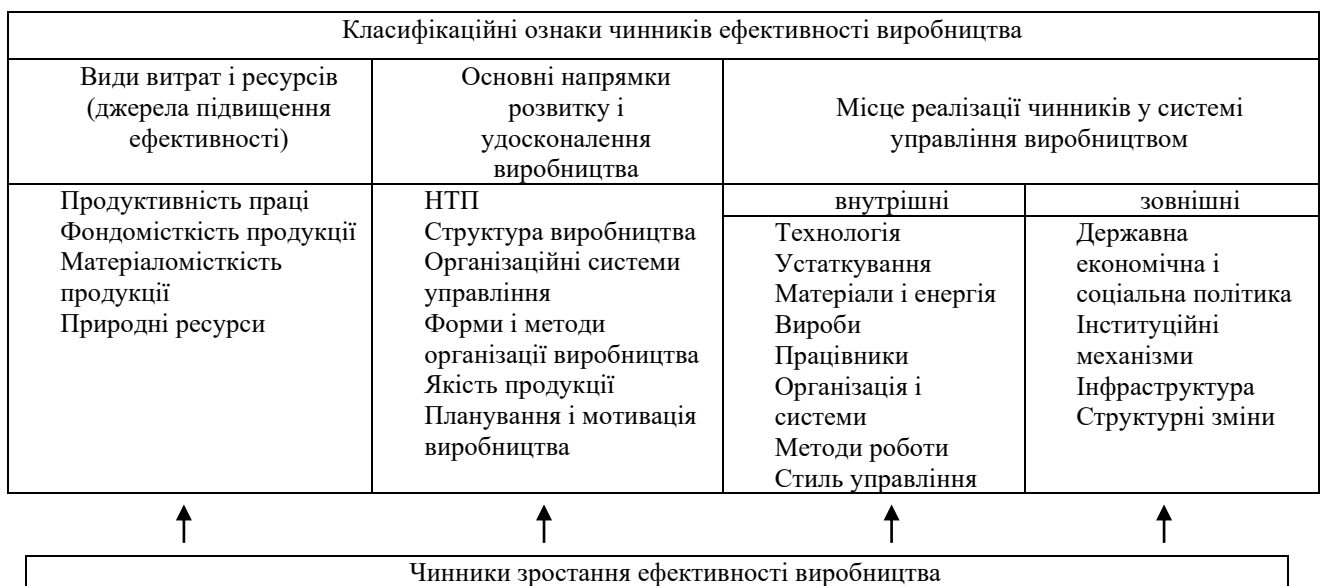 Класифікаційні ознаки чинників ефективності виробництва
Види витрат і ресурсів
(джерела підвищення
ефективності)
Основні напрямки
розвитку і
удосконалення
виробництва
Місце реалізації чинників у системі
управління виробництвом
Продуктивність праці
Фондомісткість продукції
Матеріаломісткість
продукції
Природні ресурси
НТП
Структура виробництва
Організаційні системи
управління
Форми і методи
організації виробництва
Якість продукції
Планування і мотивація
виробництва
внутрішні
Технологія
Устаткування
Матеріали і енергія
Вироби
Працівники
Організація і
системи
Методи роботи
Стиль управління
зовнішні
Державна
економічна і
соціальна політика
Інституційні
механізми
Інфраструктура
Структурні зміни
Чинники зростання ефективності виробництва